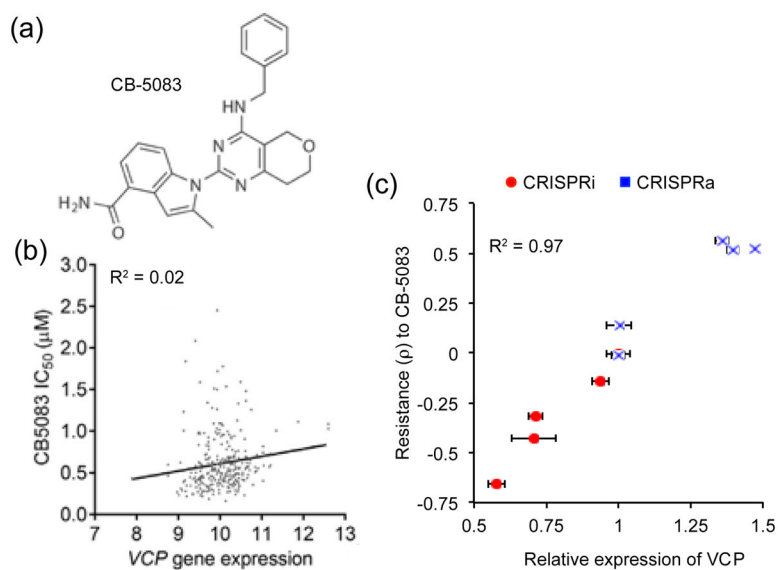 (a)
CB-5083
HN
N
O
N
N
H₂N
O
(b)
3.0
2.5
2.0
1.5
1.0
0.5
0.0
R² = 0.02
CB5083 IC₅₀ (μM)
7 8 9 10 11 12 13
VCP gene expression
(c)
CRISPRi CRISPRa
0.75
0.5
0.25
0
-0.25
-0.5
-0.75
R² = 0.97
Resistance (ρ) to CB-5083
0.5 0.75 1 1.25 1.5
Relative expression of VCP